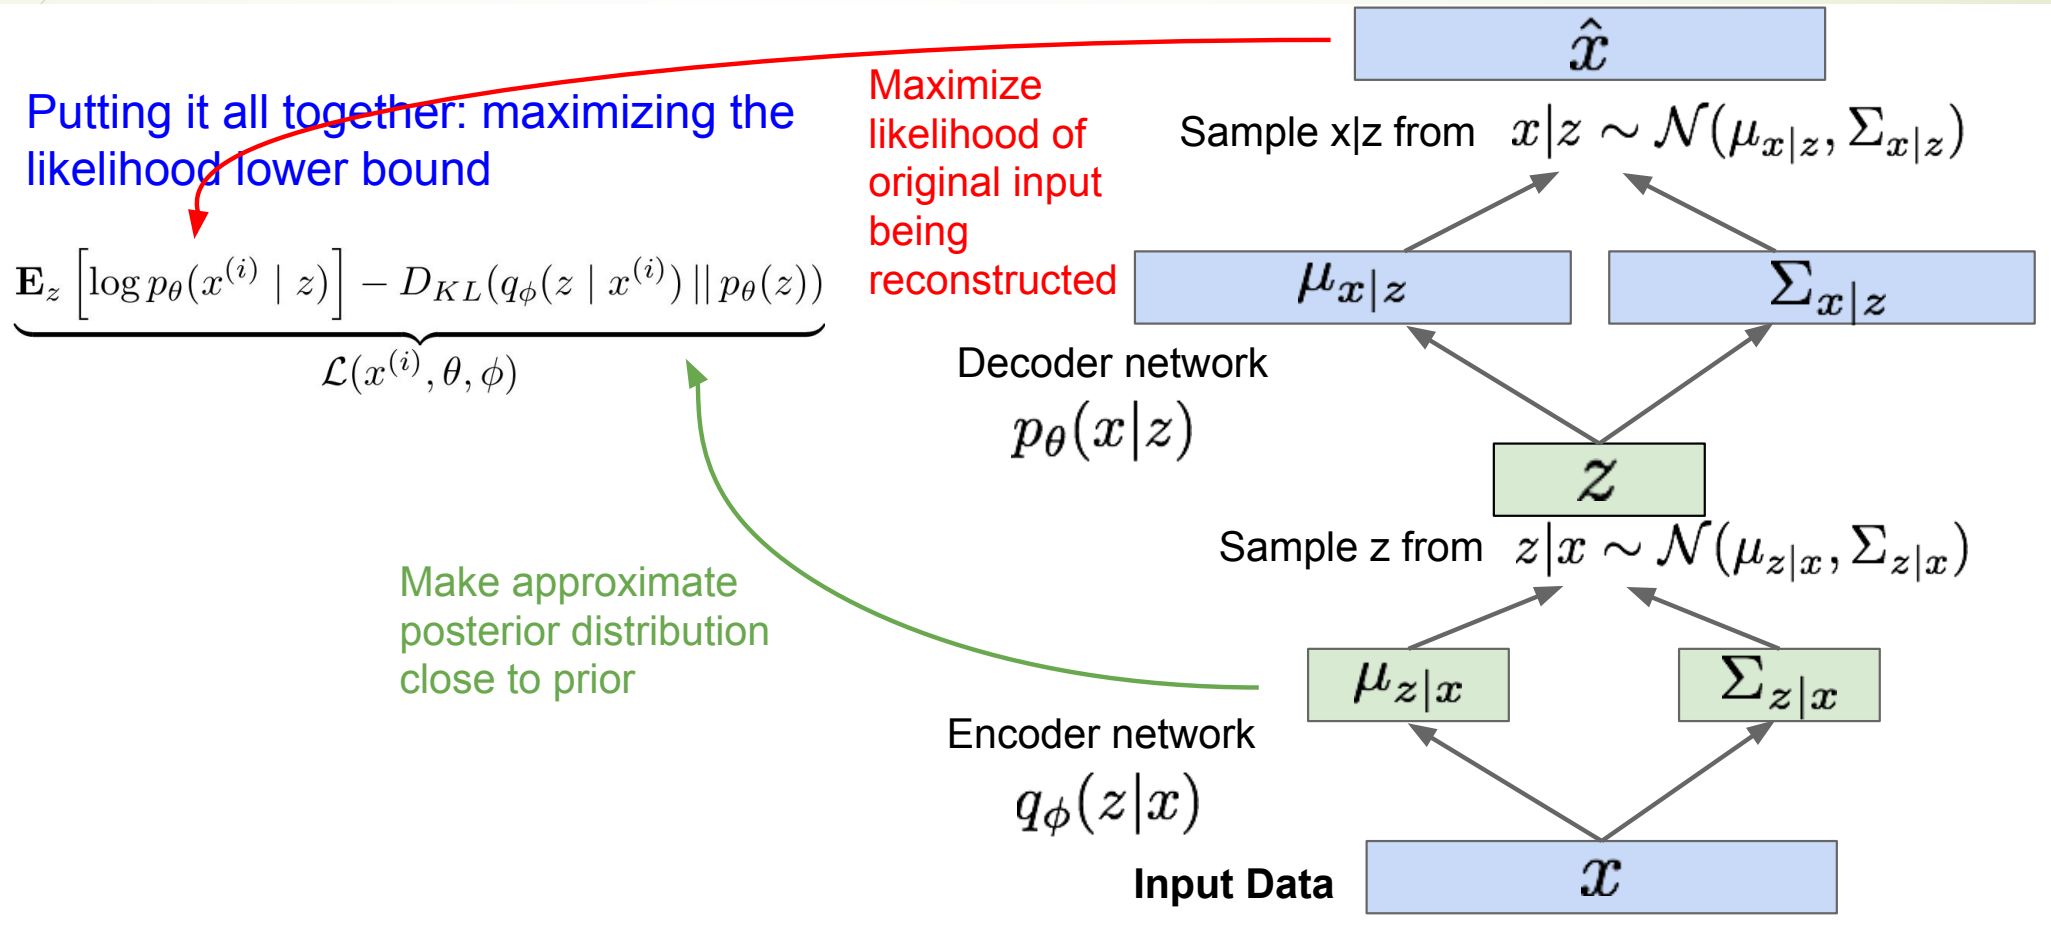 Putting it all together: maximizing the
likelihood lower bound
E_z [log p_θ(x^(i) | z)] − D_KL(q_ϕ(z | x^(i)) || p_θ(z))
ℒ(x^(i), θ, ϕ)
Make approximate
posterior distribution
close to prior
Maximize
likelihood of
original input
being
reconstructed
x̂
Sample x|z from x|z ∼ 𝒩(μ_x|z, Σ_x|z)
μ_x|z Σ_x|z
Decoder network
p_θ(x|z)
z
Sample z from z|x ∼ 𝒩(μ_z|x, Σ_z|x)
μ_z|x Σ_z|x
Encoder network
q_ϕ(z|x)
Input Data x